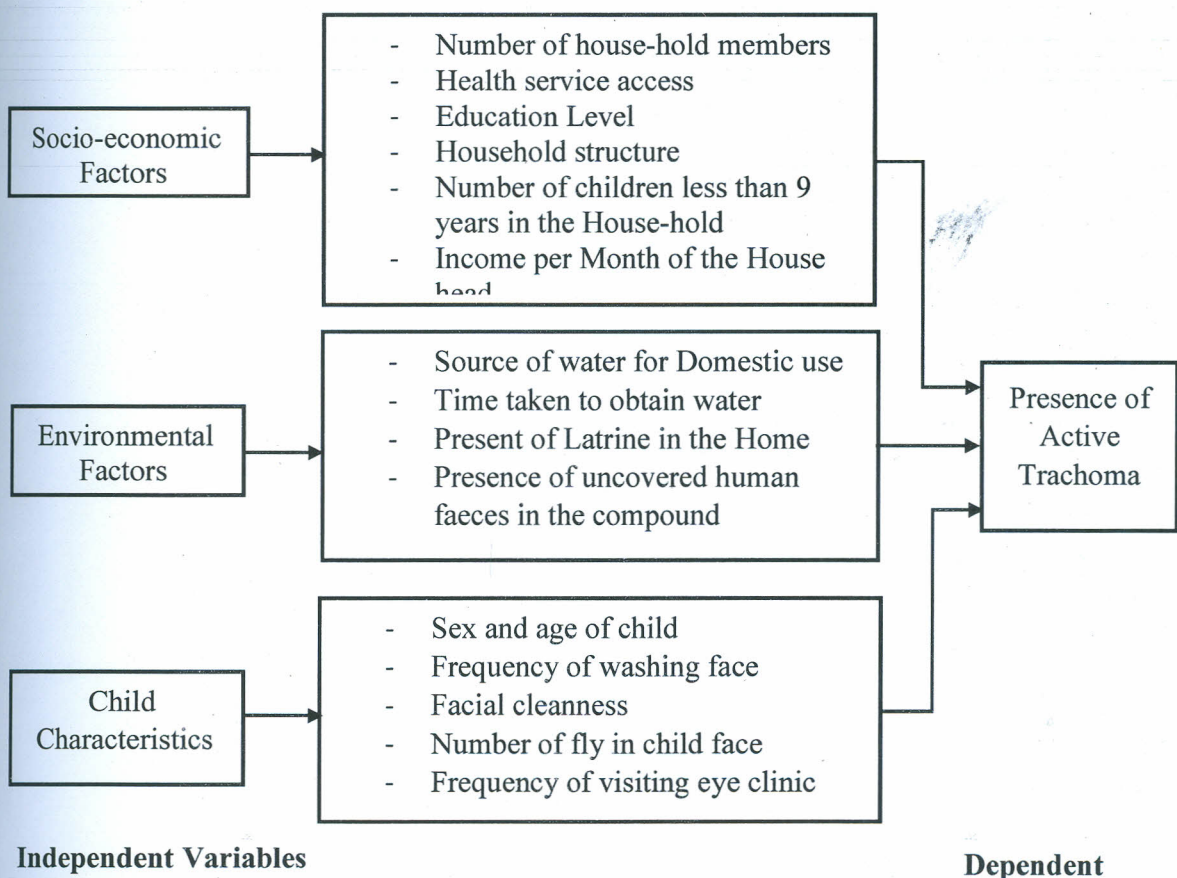 Socio-economic
Factors
- Number of house-hold members
- Health service access
- Education Level
- Household structure
- Number of children less than 9
years in the House-hold
- Income per Month of the House
head
Environmental
Factors
- Source of water for Domestic use
- Time taken to obtain water
- Present of Latrine in the Home
- Presence of uncovered human
faeces in the compound
Child
Characteristics
- Sex and age of child
- Frequency of washing face
- Facial cleanness
- Number of fly in child face
- Frequency of visiting eye clinic
Presence of
Active
Trachoma
Independent Variables
Dependent